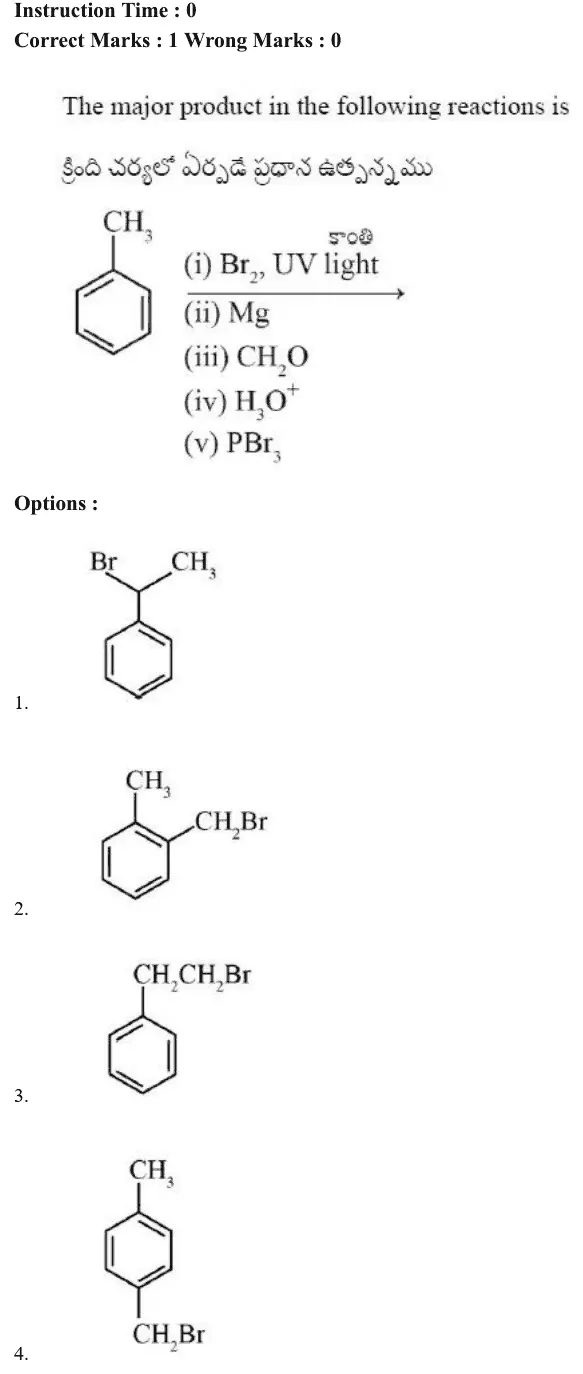 Instruction Time : 0
Correct Marks : 1 Wrong Marks : 0
The major product in the following reactions is
క్రింది చర్యలో ఏర్పడే ప్రధాన ఉత్పన్నము
CH₃
కాంతి
(i) Br₂, UV light
(ii) Mg
(iii) CH₂O
(iv) H₃O⁺
(v) PBr₃
Options :
Br CH₃
1.
CH₃
CH₂Br
2.
CH₂CH₂Br
3.
CH₃
CH₂Br
4.